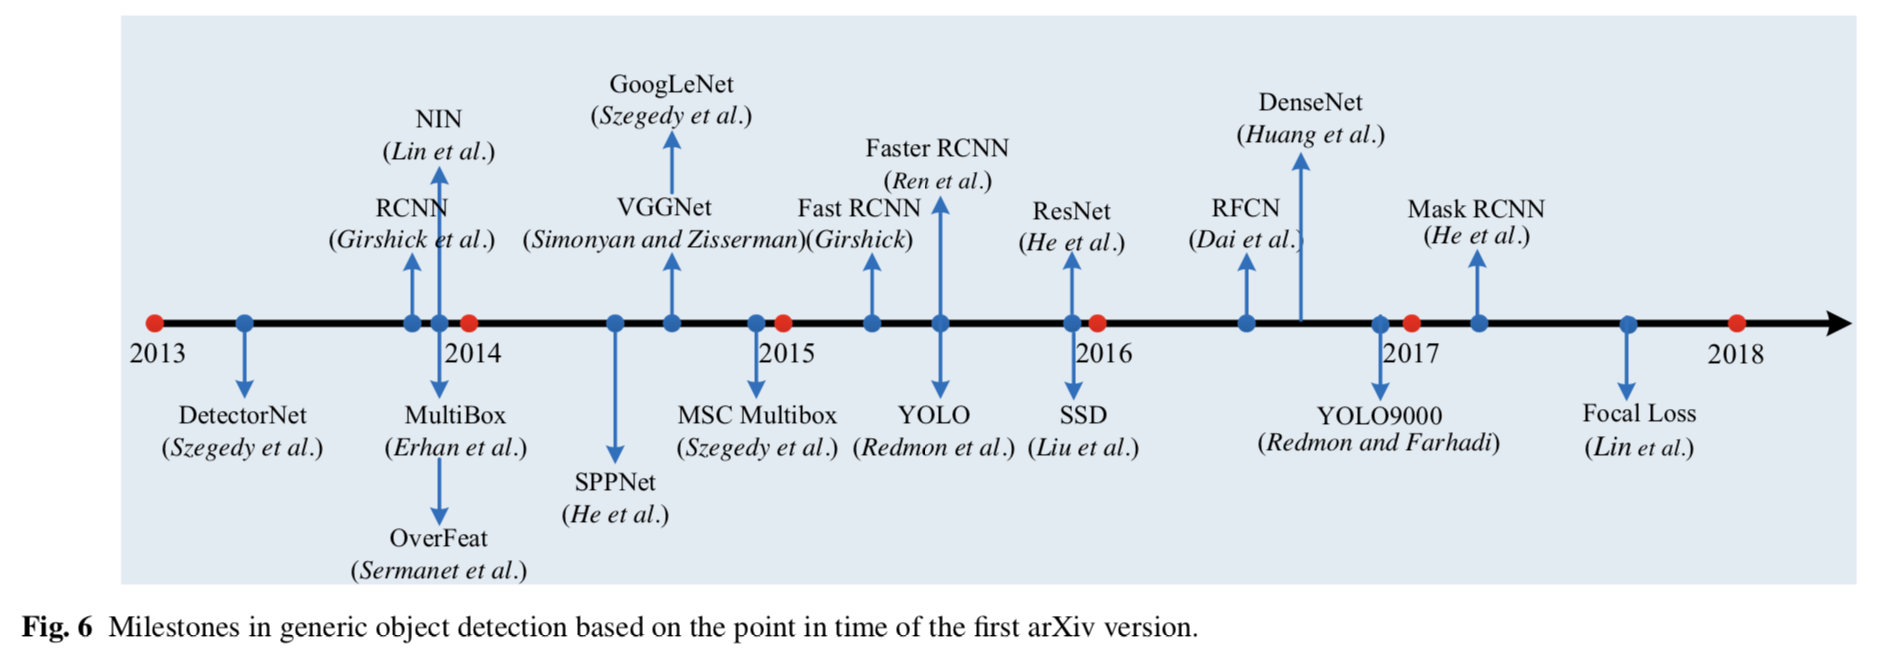 GoogLeNet
(Szegedy et al.)
DenseNet
(Huang et al.)
NIN
(Lin et al.)
Faster RCNN
(Ren et al.)
RCNN
(Girshick et al.)
VGGNet
(Simonyan and Zisserman)
Fast RCNN
(Girshick)
ResNet
(He et al.)
RFCN
(Dai et al.)
Mask RCNN
(He et al.)
2013
2014
2015
2016
2017
2018
DetectorNet
(Szegedy et al.)
MultiBox
(Erhan et al.)
MSC Multibox
(Szegedy et al.)
YOLO
(Redmon et al.)
SSD
(Liu et al.)
YOLO9000
(Redmon and Farhadi)
Focal Loss
(Lin et al.)
SPPNet
(He et al.)
OverFeat
(Sermanet et al.)
Fig. 6 Milestones in generic object detection based on the point in time of the first arXiv version.